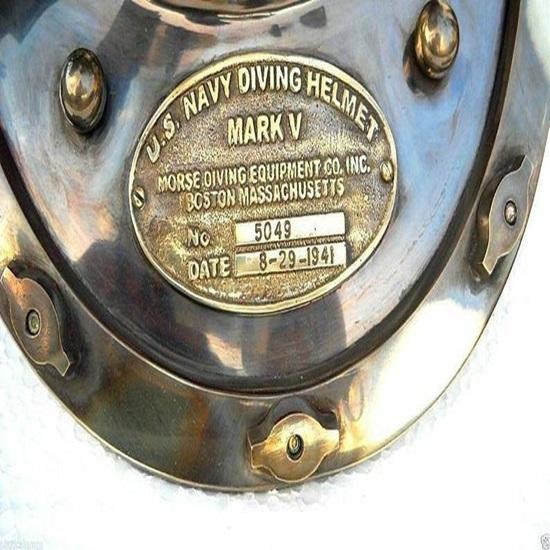 U.S. NAVY DIVING HELMET
MARK V
MORSE DIVING EQUIPMENT CO. INC.
BOSTON MASSACHUSETTS
No 5049
DATE 8-29-1941